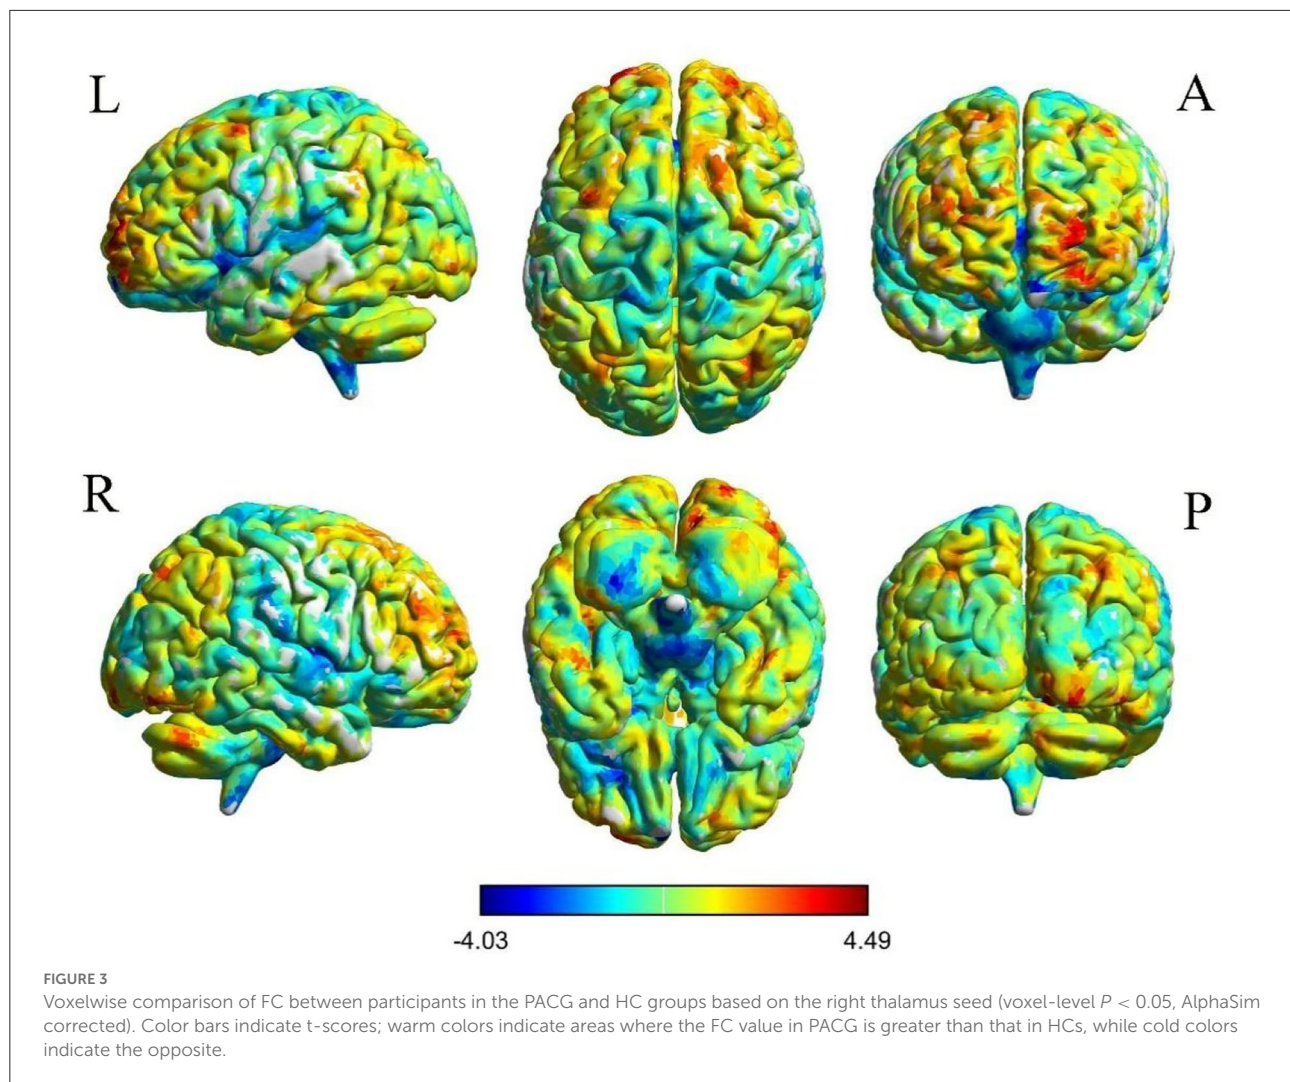 L
A
R
P
-4.03
4.49
FIGURE 3
Voxelwise comparison of FC between participants in the PACG and HC groups based on the right thalamus seed (voxel-level P < 0.05, AlphaSim
corrected). Color bars indicate t-scores; warm colors indicate areas where the FC value in PACG is greater than that in HCs, while cold colors
indicate the opposite.